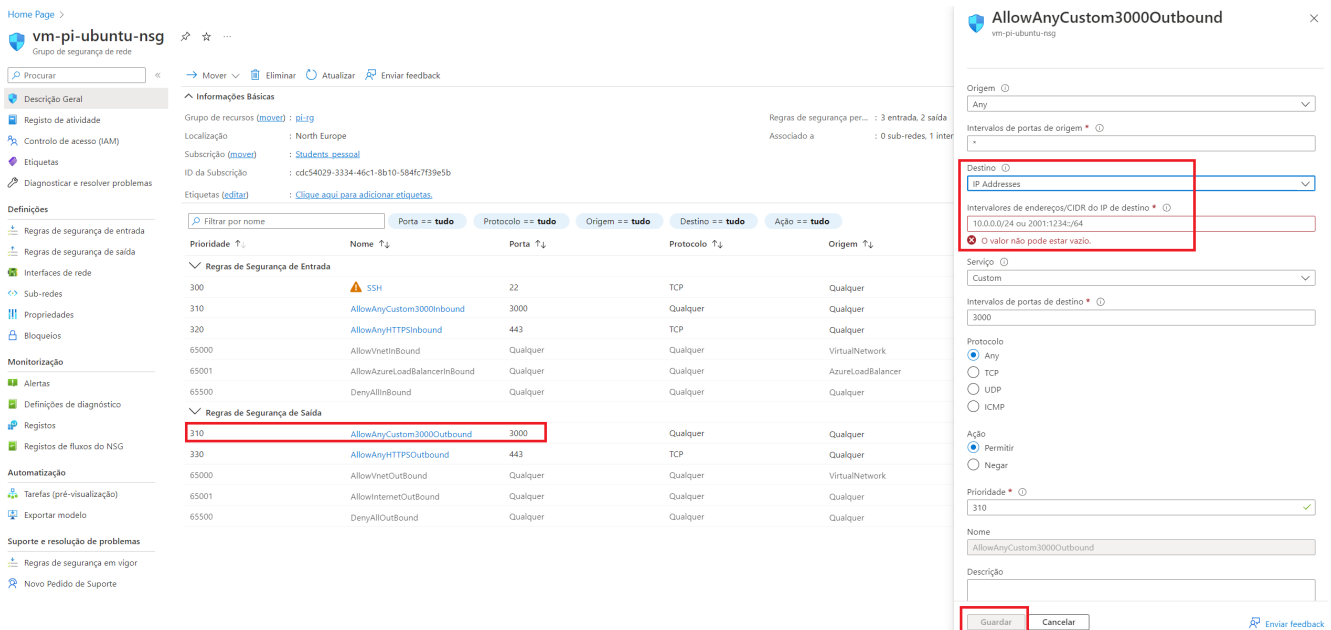 Home Page >
vm-pi-ubuntu-nsg
Grupo de segurança de rede
Procurar
«
Descrição Geral
Registo de atividade
Controlo de acesso (IAM)
Etiquetas
Diagnosticar e resolver problemas
Definições
Regras de segurança de entrada
Regras de segurança de saída
Interfaces de rede
Sub-redes
Propriedades
Bloqueios
Monitorização
Alertas
Definições de diagnóstico
Registos
Registos de fluxos do NSG
Automatização
Tarefas (pré-visualização)
Exportar modelo
Suporte e resolução de problemas
Regras de segurança em vigor
Novo Pedido de Suporte
Mover Eliminar Atualizar Enviar feedback
Informações Básicas
Grupo de recursos (mover) : pi-rg
Localização : North Europe
Subscrição (mover) : Students pessoal
ID da Subscrição : cdc54029-3334-46c1-8b10-584fc7f39e5b
Etiquetas (editar) : Clique aqui para adicionar etiquetas.
Regras de segurança per... : 3 entrada, 2 saída
Associado a : 0 sub-redes, 1 inter
Filtrar por nome Porta == tudo Protocolo == tudo Origem == tudo Destino == tudo Ação == tudo
Prioridade ↑↓ Nome ↑↓ Porta ↑↓ Protocolo ↑↓ Origem ↑↓
Regras de Segurança de Entrada
300 SSH 22 TCP Qualquer
310 AllowAnyCustom3000Inbound 3000 Qualquer Qualquer
320 AllowAnyHTTPSInbound 443 TCP Qualquer
65000 AllowVnetInBound Qualquer Qualquer VirtualNetwork
65001 AllowAzureLoadBalancerInBound Qualquer Qualquer AzureLoadBalancer
65500 DenyAllInBound Qualquer Qualquer Qualquer
Regras de Segurança de Saída
310 AllowAnyCustom3000Outbound 3000 Qualquer Qualquer
330 AllowAnyHTTPSOutbound 443 TCP Qualquer
65000 AllowVnetOutBound Qualquer Qualquer VirtualNetwork
65001 AllowInternetOutBound Qualquer Qualquer Qualquer
65500 DenyAllOutBound Qualquer Qualquer Qualquer
AllowAnyCustom3000Outbound
vm-pi-ubuntu-nsg
Origem
Any
Intervalos de portas de origem *
*
Destino
IP Addresses
Intervalores de endereços/CIDR do IP de destino *
10.0.0.0/24 ou 2001:1234::/64
O valor não pode estar vazio.
Serviço
Custom
Intervalos de portas de destino *
3000
Protocolo
Any
TCP
UDP
ICMP
Ação
Permitir
Negar
Prioridade *
310
Nome
AllowAnyCustom3000Outbound
Descrição
Guardar Cancelar Enviar feedback